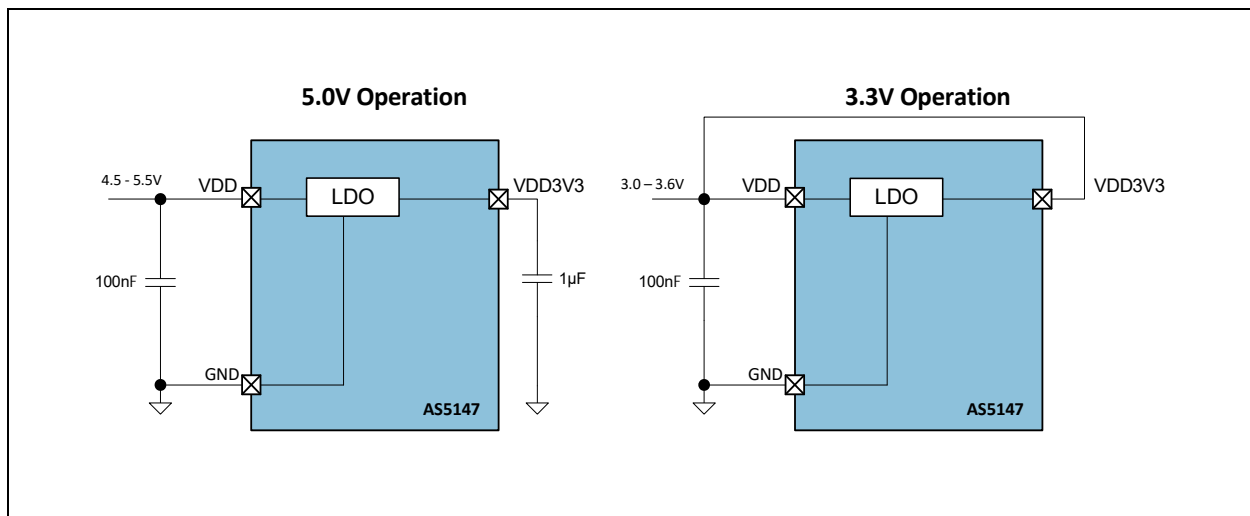 5.0V Operation
4.5 - 5.5V
VDD
LDO
VDD3V3
100nF
1µF
GND
AS5147
3.3V Operation
3.0 – 3.6V
VDD
LDO
VDD3V3
100nF
GND
AS5147